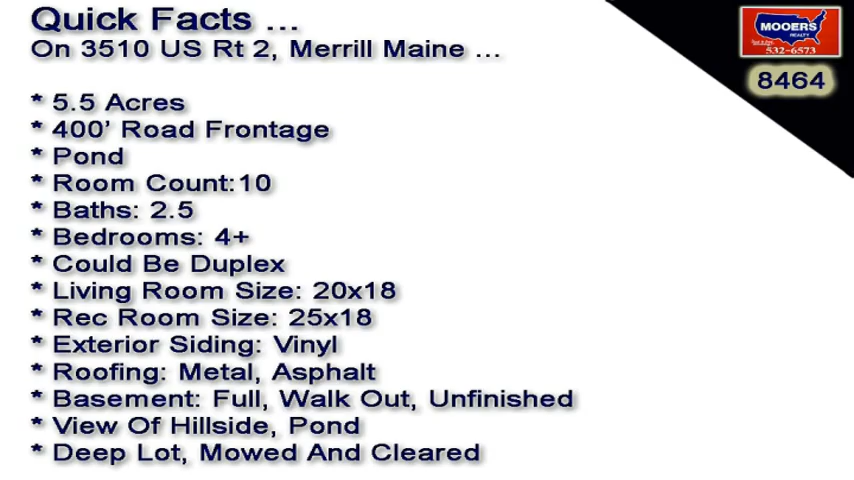 Quick Facts ...
On 3510 US Rt 2, Merrill Maine ...
* 5.5 Acres
* 400' Road Frontage
* Pond
* Room Count:10
* Baths: 2.5
* Bedrooms: 4+
* Could Be Duplex
* Living Room Size: 20x18
* Rec Room Size: 25x18
* Exterior Siding: Vinyl
* Roofing: Metal, Asphalt
* Basement: Full, Walk Out, Unfinished
* View Of Hillside, Pond
* Deep Lot, Mowed And Cleared
MOOERS
REALTY
532-6573
8464